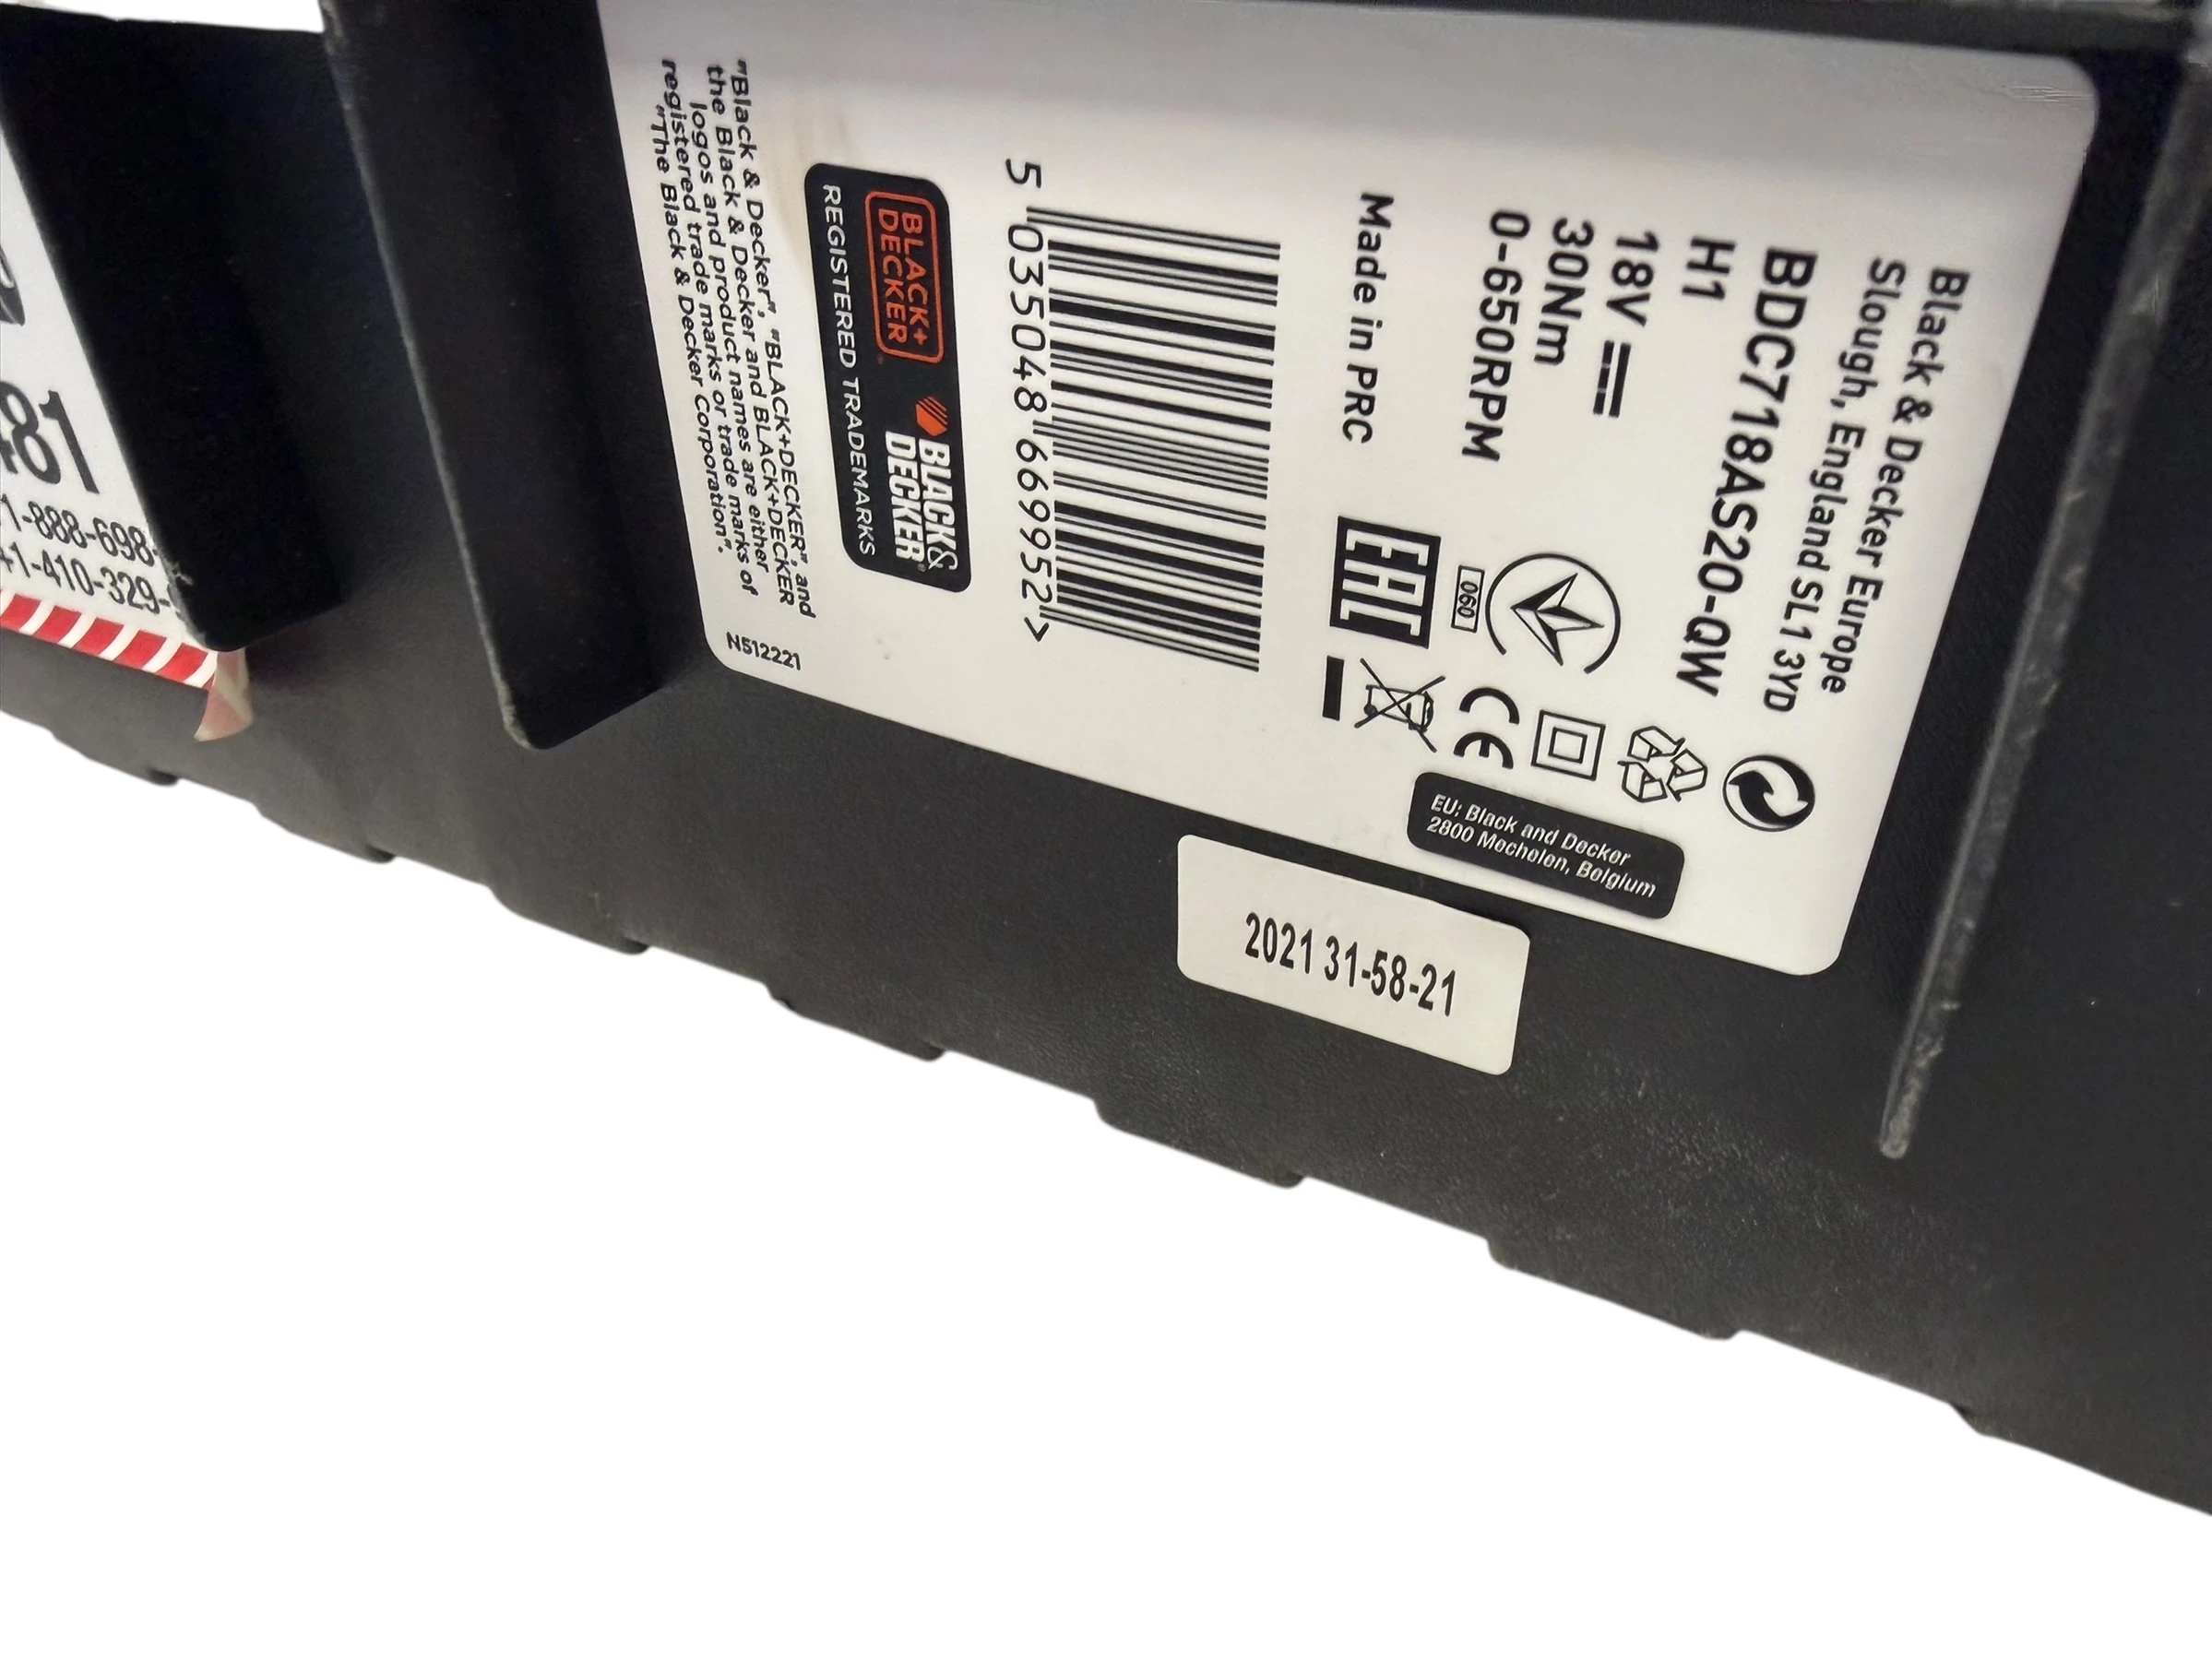 Black & Decker Europe
Slough, England SL1 3YD
BDC718AS20-QW
H1
18V
30Nm
0-650RPM
Made in PRC
060
EAC
CE
EU: Black and Decker
2800 Mechelen, Belgium
5 035048 669952 >
BLACK+
DECKER
BLACK&
DECKER®
REGISTERED TRADEMARKS
"Black & Decker", "BLACK+DECKER", and
the Black & Decker and BLACK+DECKER
logos and product names are either
registered trade marks or trade marks of
"The Black & Decker Corporation".
N512221
2021 31-58-21
81
1-888-698-
+1-410-329-